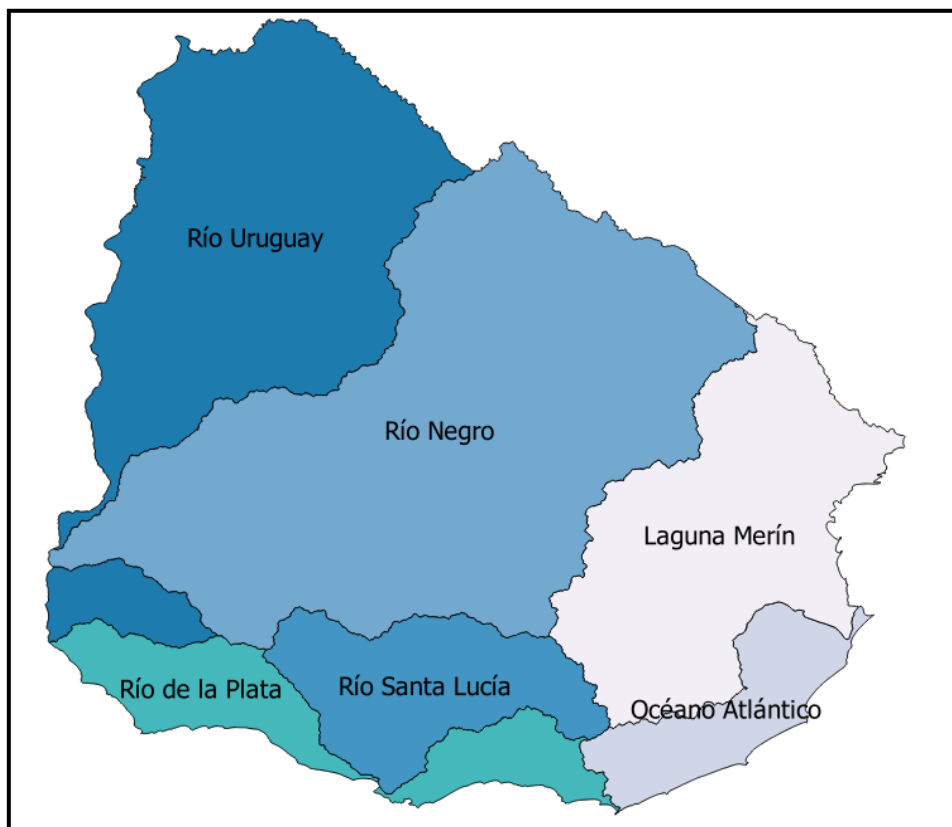 Río Uruguay
Río Negro
Laguna Merín
Río de la Plata
Río Santa Lucía
Océano Atlántico